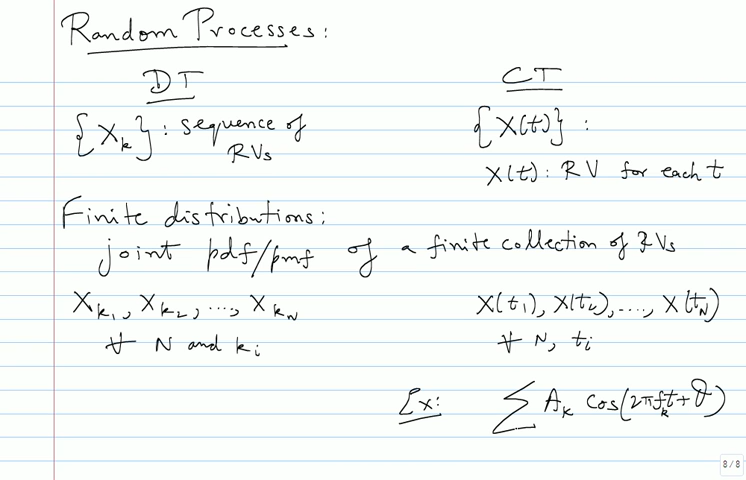 Random Processes:
DT CT
{X_k}: sequence of RVs
{X(t)}:
X(t): RV for each t
Finite distributions:
joint pdf/pmf of a finite collection of RVs
X_{k_1}, X_{k_2}, ..., X_{k_N} X(t_1), X(t_2), ...., X(t_N)
∀ N and k_i ∀ N, t_i
Ex: ∑ A_k cos(2πf_k t + θ)
8/8